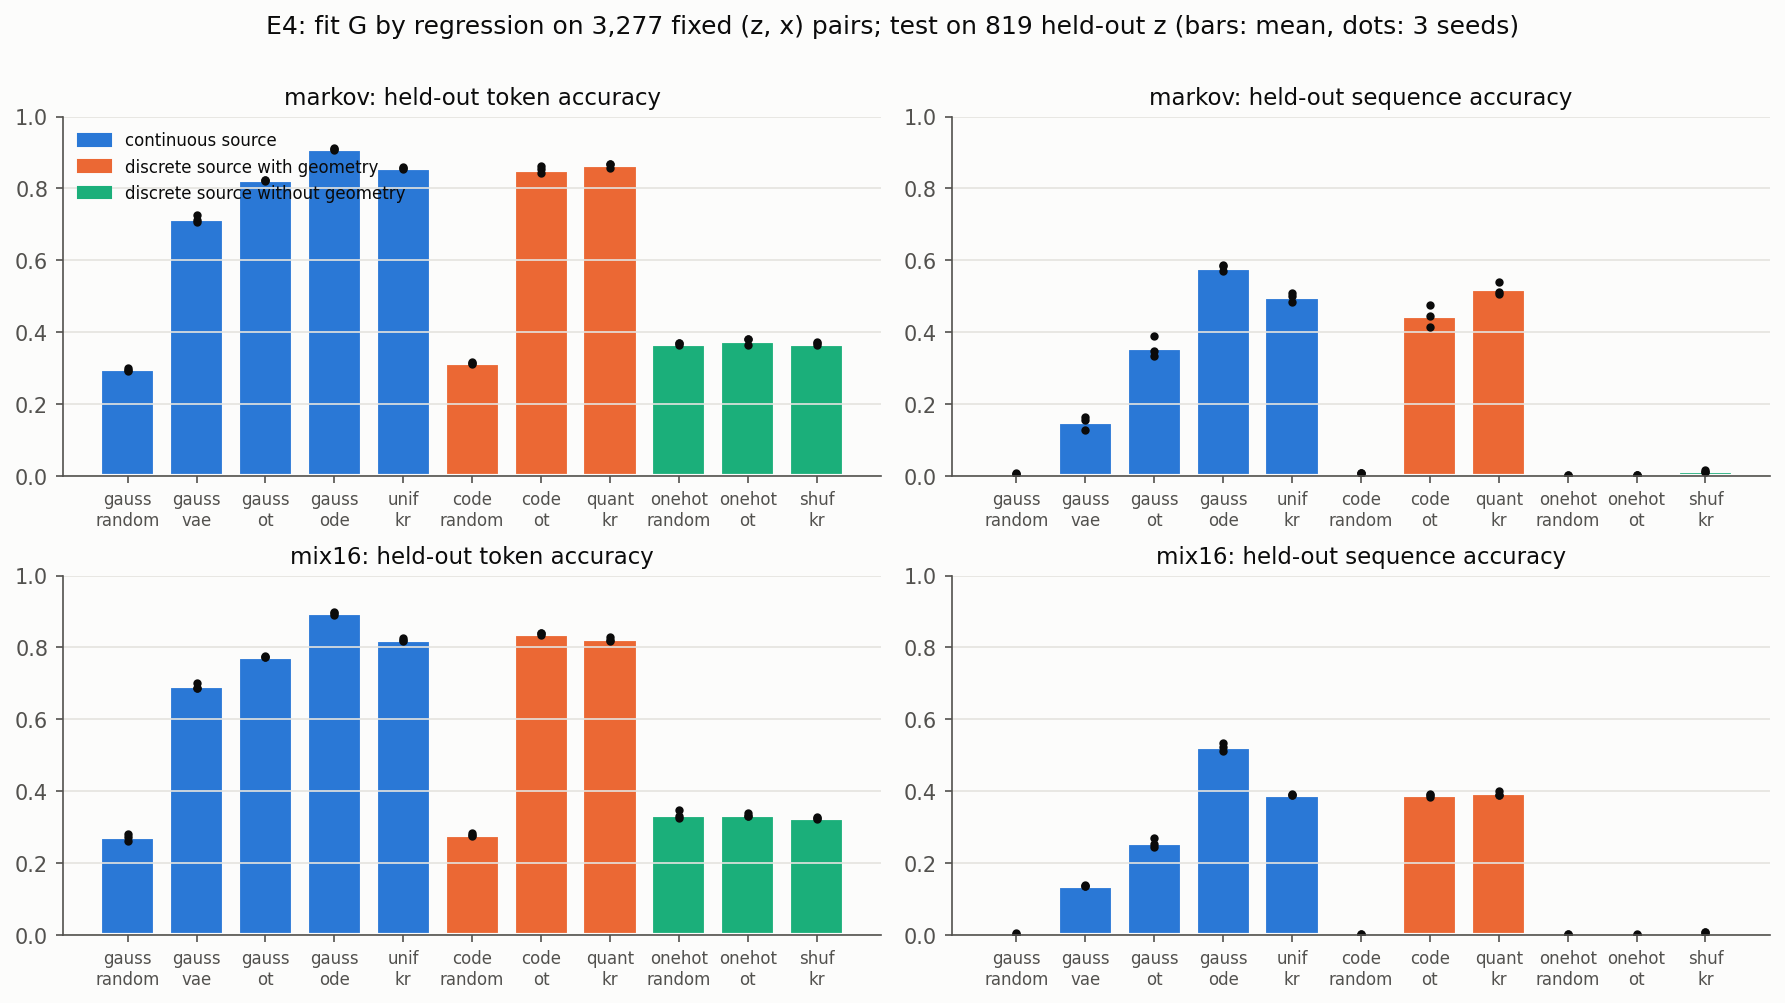 E4: fit G by regression on 3,277 fixed (z, x) pairs; test on 819 held-out z (bars: mean, dots: 3 seeds)
markov: held-out token accuracy
1.0
0.8
0.6
0.4
0.2
0.0
continuous source
discrete source with geometry
discrete source without geometry
gauss gauss gauss gauss unif code code quant onehot onehot shuf
random vae ot ode kr random ot kr random ot kr
markov: held-out sequence accuracy
1.0
0.8
0.6
0.4
0.2
0.0
gauss gauss gauss gauss unif code code quant onehot onehot shuf
random vae ot ode kr random ot kr random ot kr
mix16: held-out token accuracy
1.0
0.8
0.6
0.4
0.2
0.0
gauss gauss gauss gauss unif code code quant onehot onehot shuf
random vae ot ode kr random ot kr random ot kr
mix16: held-out sequence accuracy
1.0
0.8
0.6
0.4
0.2
0.0
gauss gauss gauss gauss unif code code quant onehot onehot shuf
random vae ot ode kr random ot kr random ot kr